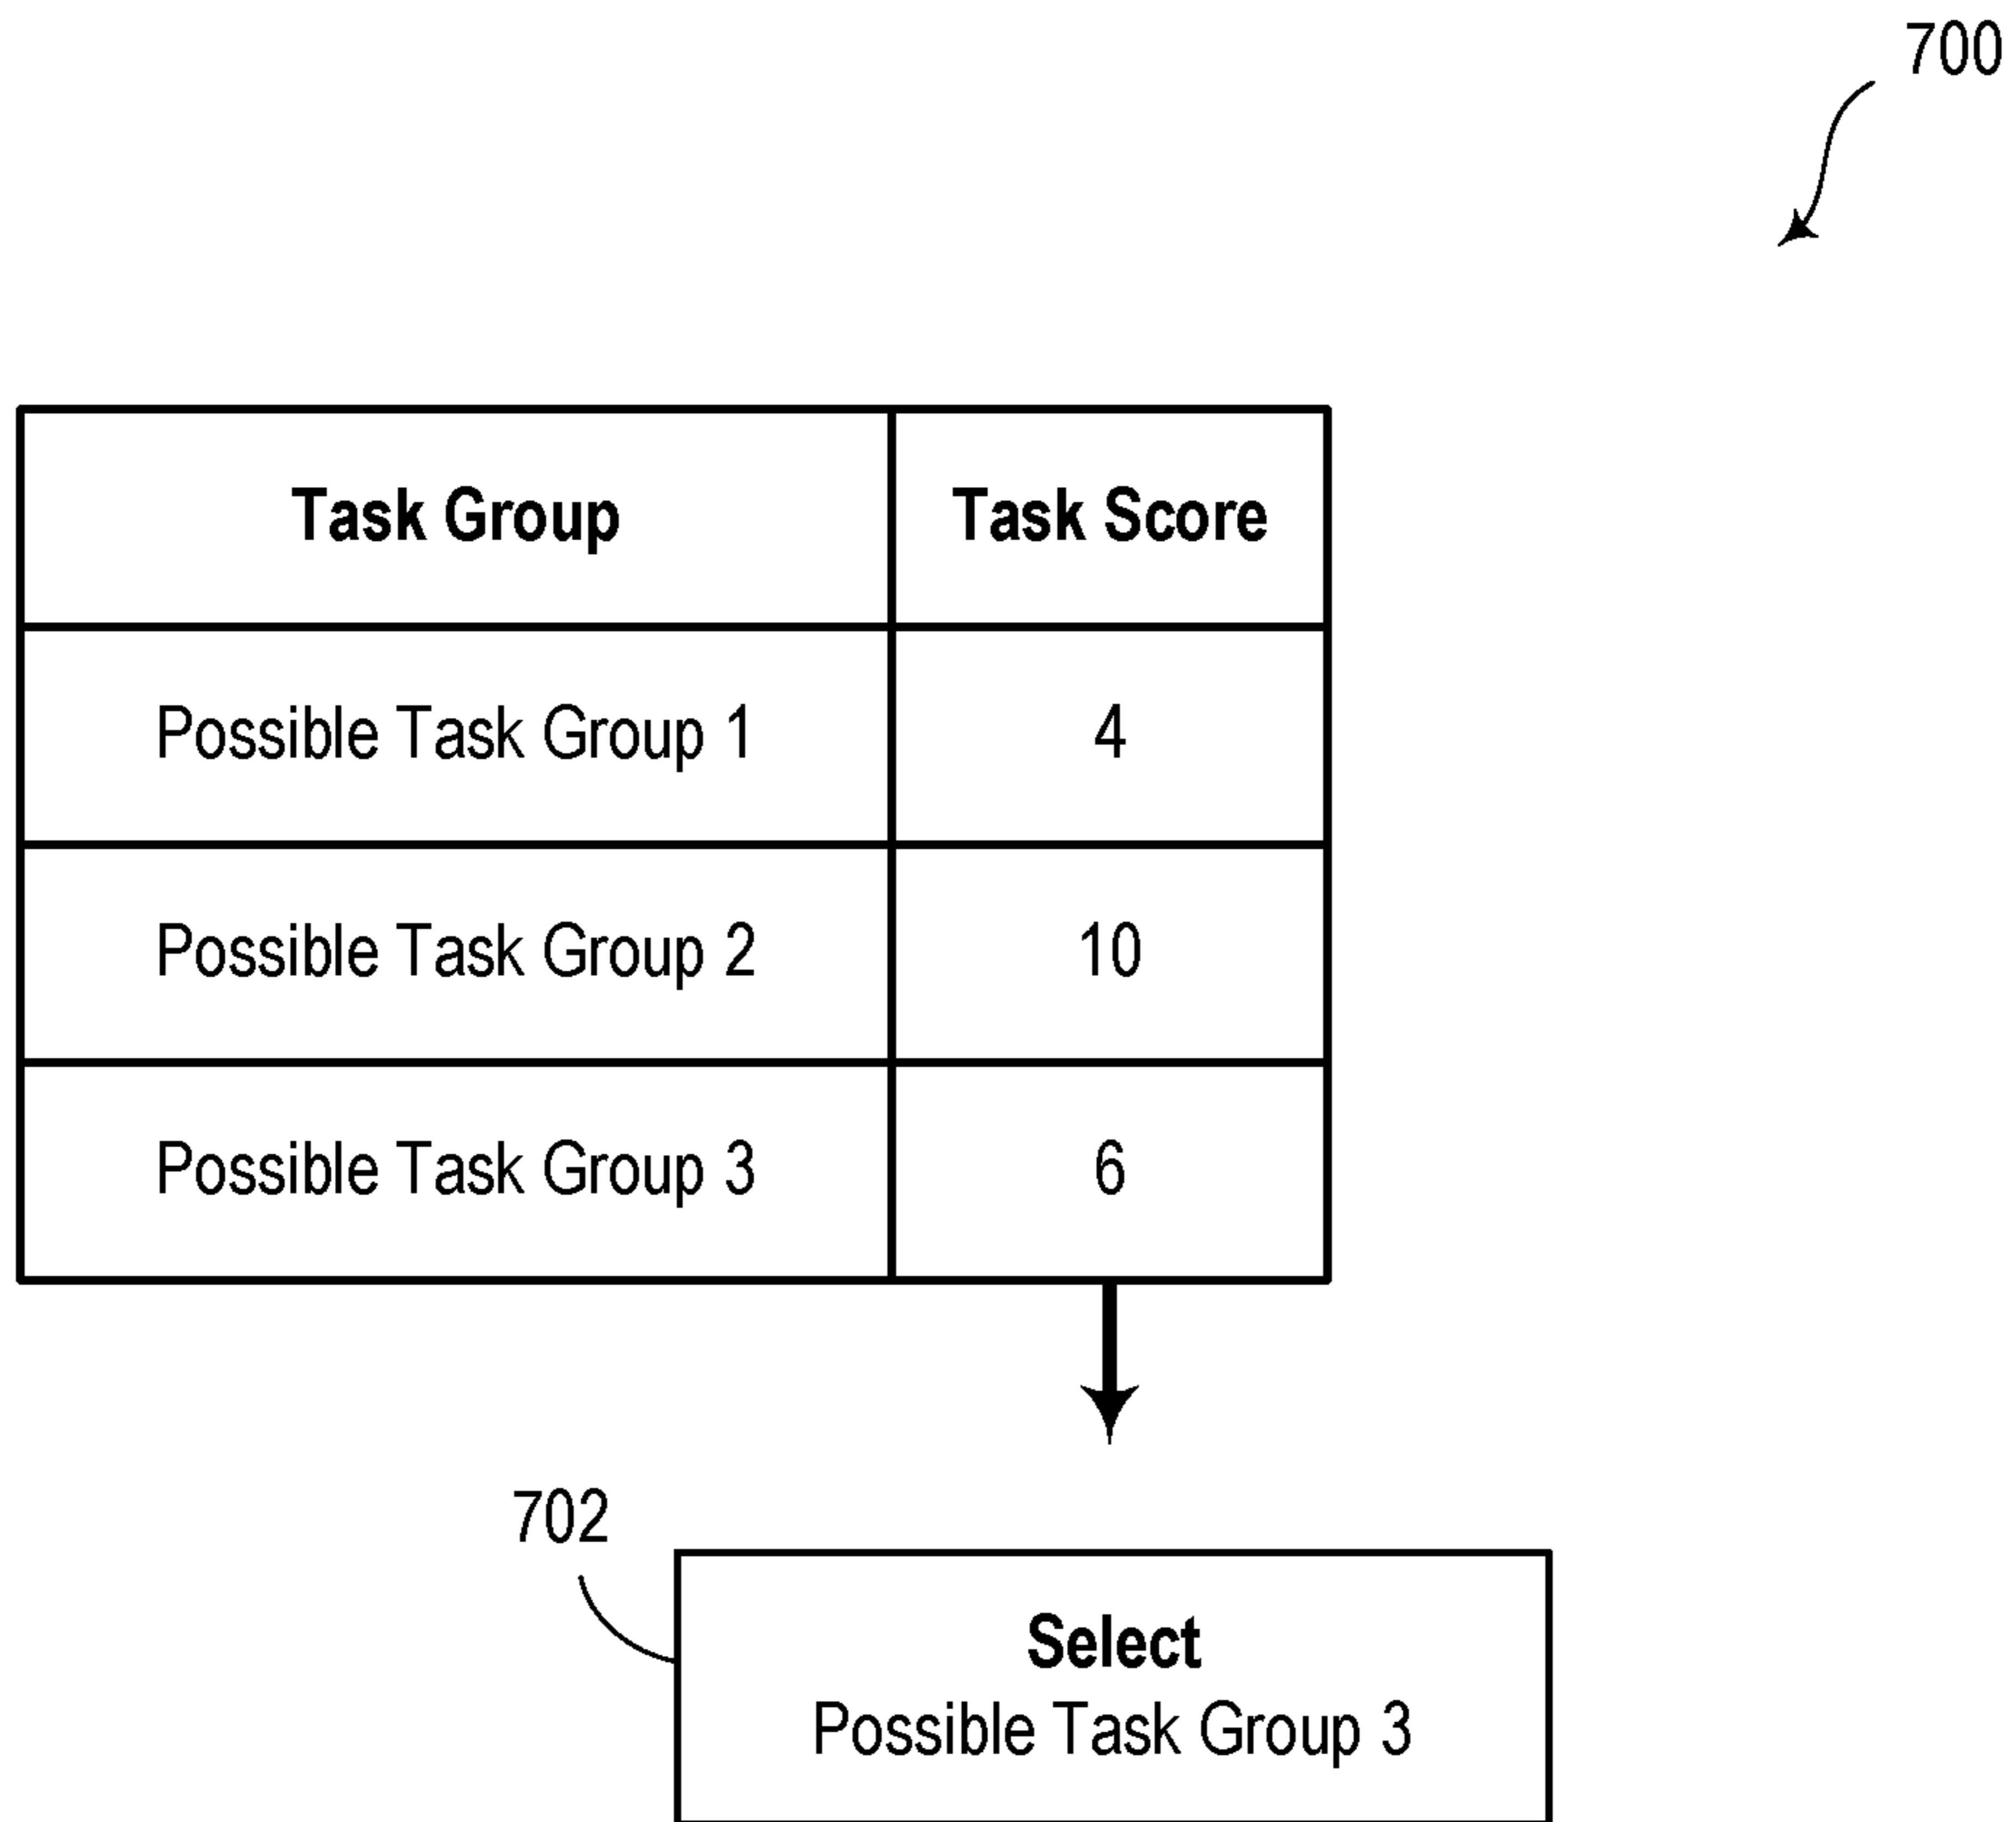 700
Task Group Task Score
Possible Task Group 1 4
Possible Task Group 2 10
Possible Task Group 3 6
702
Select
Possible Task Group 3